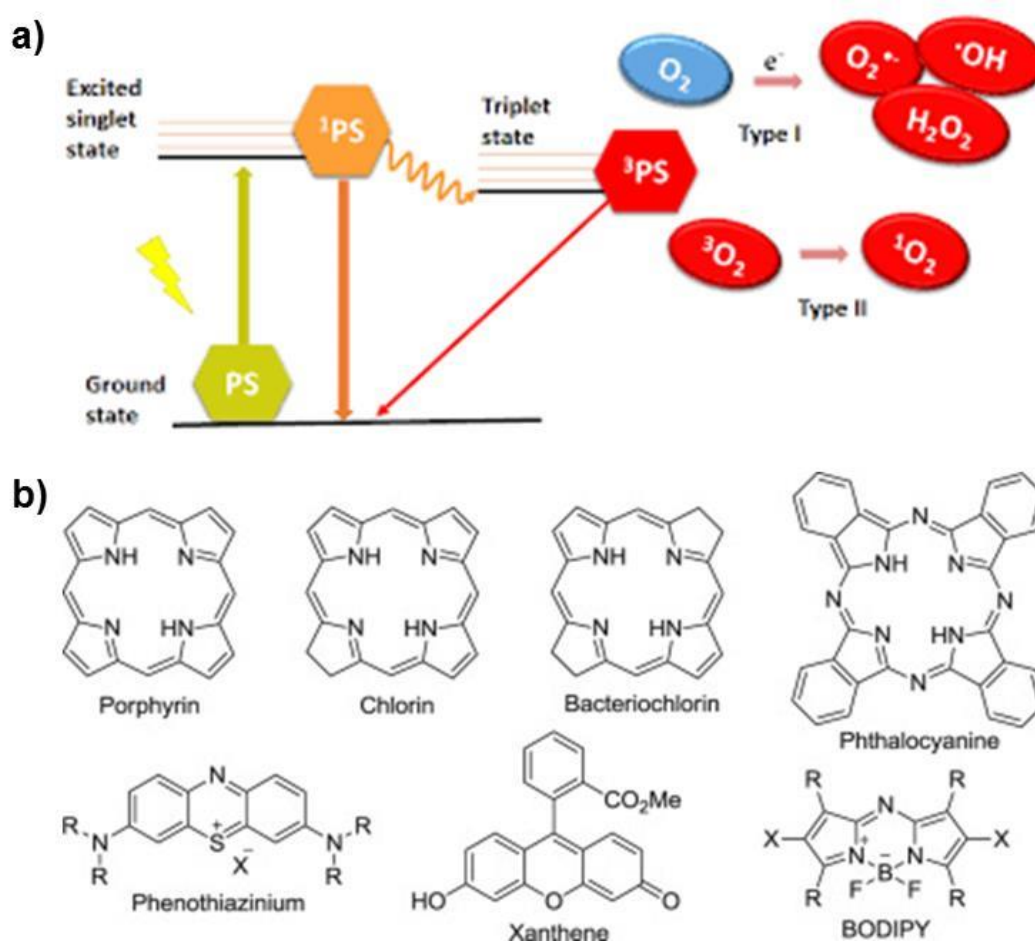 a)
Excited
singlet
state
¹PS
Triplet
state
³PS
O₂
e⁻
Type I
O₂•-
·OH
H₂O₂
³O₂
¹O₂
Type II
Ground
state
PS
b)
NH N
N HN
Porphyrin
NH N
N HN
Chlorin
NH N
N HN
Bacteriochlorin
N
NH N
N N
N HN
N
Phthalocyanine
N
R N S+ N R
R X⁻ R
Phenothiazinium
CO₂Me
HO O O
Xanthene
R N R
X N+ B- N X
R F F R
BODIPY